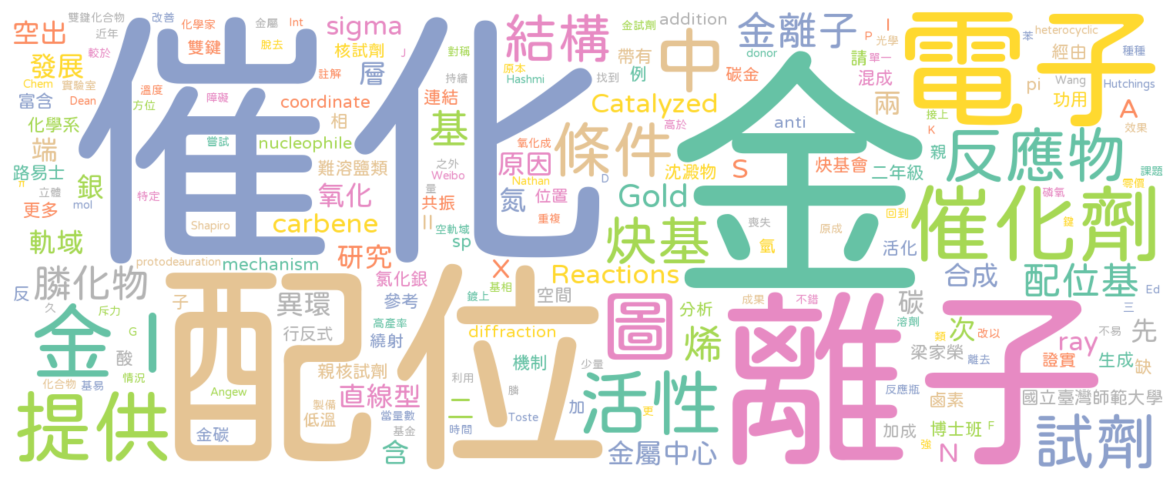 雙鍵化合物 改善 化學家 金屬 Int 脫去
空出 近年 雙鍵 sigma
發展 核試劑 層 對稱
Chem 實驗室 註解 J
富含 Dean 溫度 方位 障礙 coordinate 連結
化學系 嘗試 相 基
端 nucleophile 氯化成
路易士 銀 難溶鹽類 之外
立體 n 特定 氧化 量 Weibo
更多 mol Shapiro carbene 共振 II 空軌域
軌域 研究 sp
protodeauration mechanism
膦化物 氯化銀
反 子 異環 參考
久 斥力 行反式 高產率 繞射
金 I G 酸
化合物 基易 情況 親核試劑 直線型
提供 Angew 製備 低溫 當量數 二
金碳 基金 時間 含
催化
結構 addition 金離子 I
原本 Hashmi 金試劑 帶有 例 中 donor P 光學
找到 碳金 混成 請 單一
持續 較於 Catalyzed 兩
高於 anti
原因 條件 沈澱物 S 炔基會 二年級
Nathan D K 親
氮 位置 重複 Gold 金
X 炔基 喪失 氫 原成 回到 活化
Reactions
基相 鍍上 空間 分析 成果 不錯 溶劑
配位 diffraction 圖 烯
機制 少量
利用 腈 加 活性 更
Toste 金屬中心
電子
苯 heterocyclic 種種
經由 pi Wang Hutchings
功用 A
接上 效果
反應物 課題
磷氧 零價 鍵
催化劑
合成 配位基 Ed
碳 次 三
類 改以 不易 先
梁家榮 ray
離去 證實 生成 缺
離子 反應瓶 鹵素 國立臺灣師範大學
加成 博士班 F
強 N 試劑